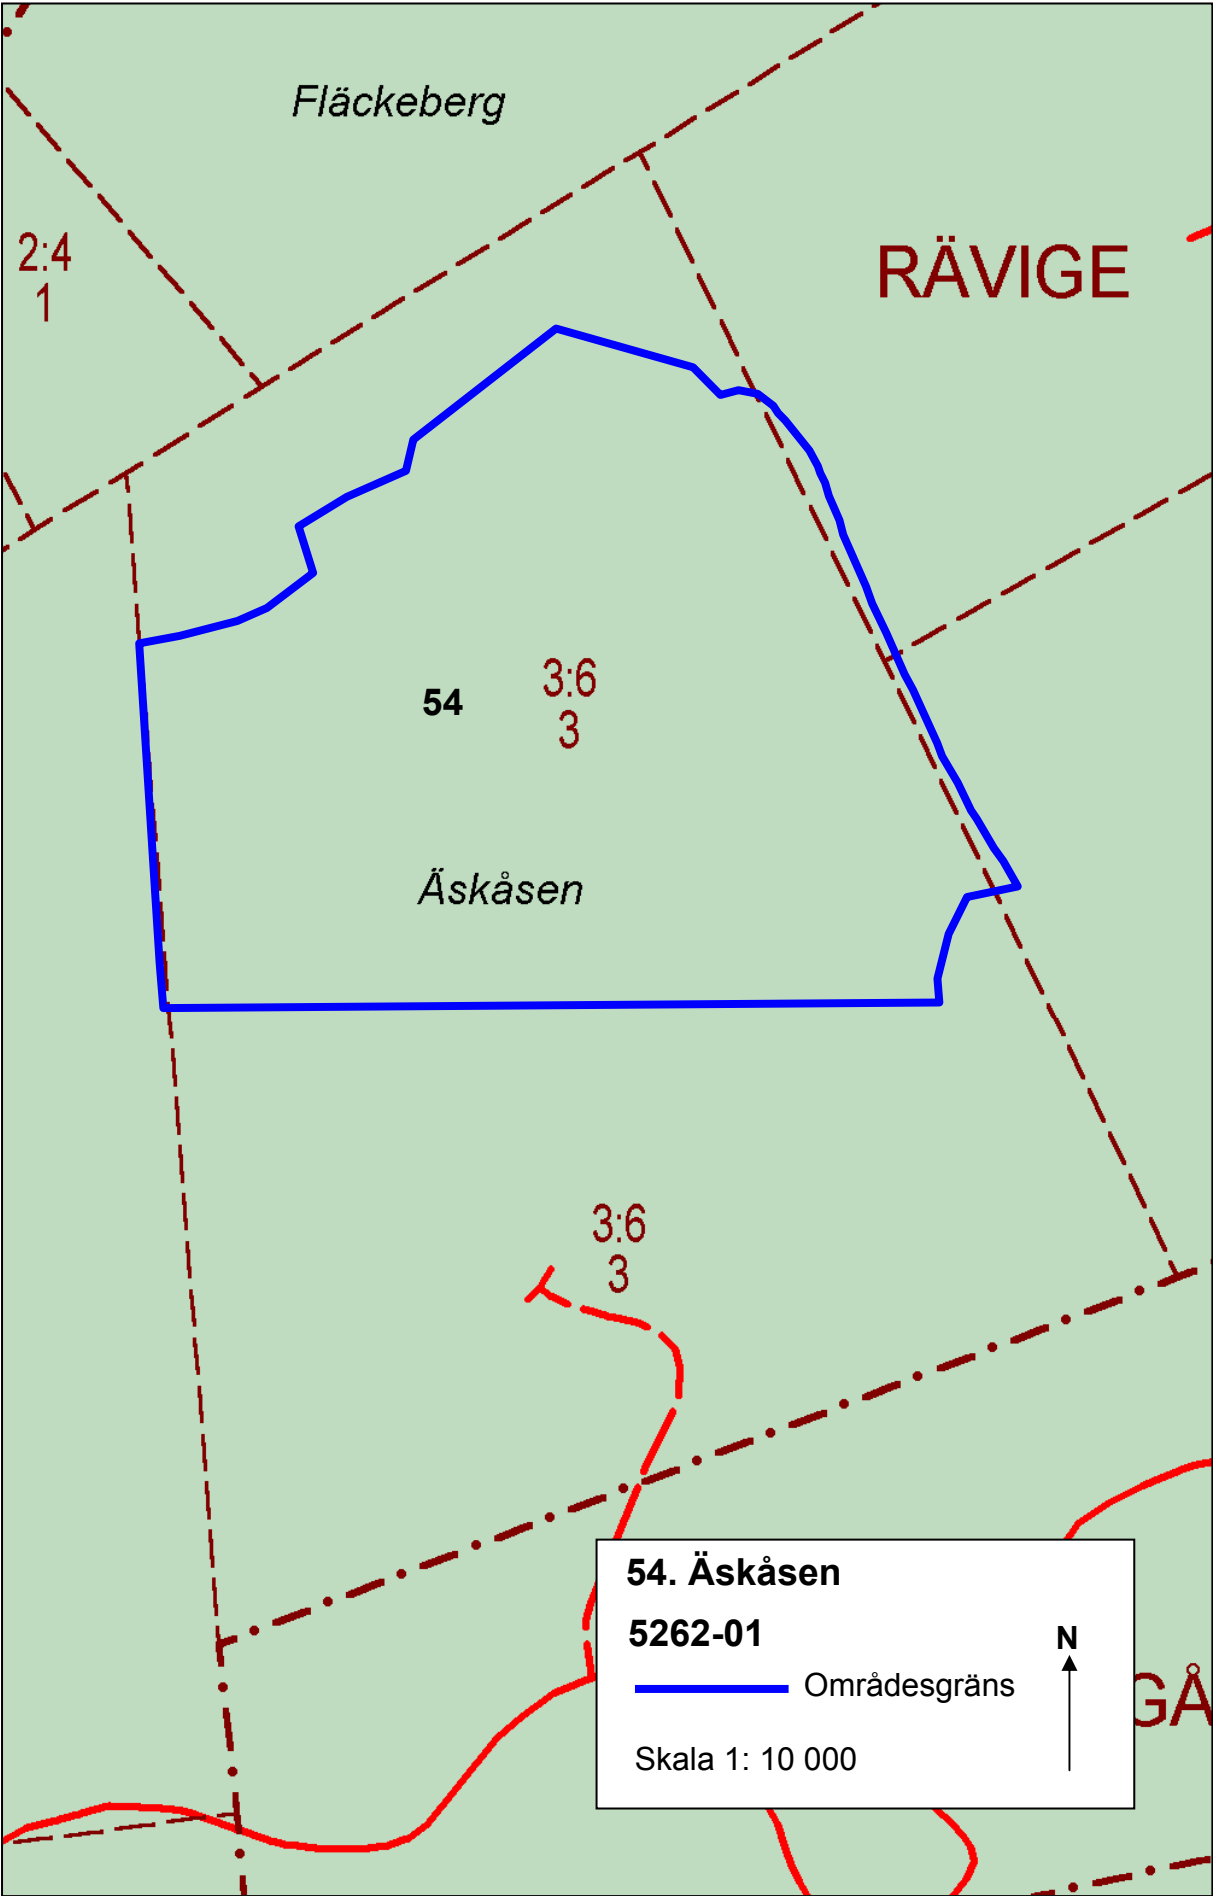 Fläckeberg
2:4
1
RÄVIGE
54
3:6
3
Äskåsen
3:6
3
54. Äskåsen
5262-01
Områdesgräns
Skala 1: 10 000
N
GÅ